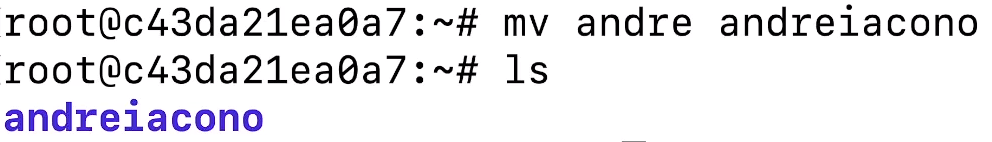 root@c43da21ea0a7:~# mv andre andreiacono
root@c43da21ea0a7:~# ls
andreiacono